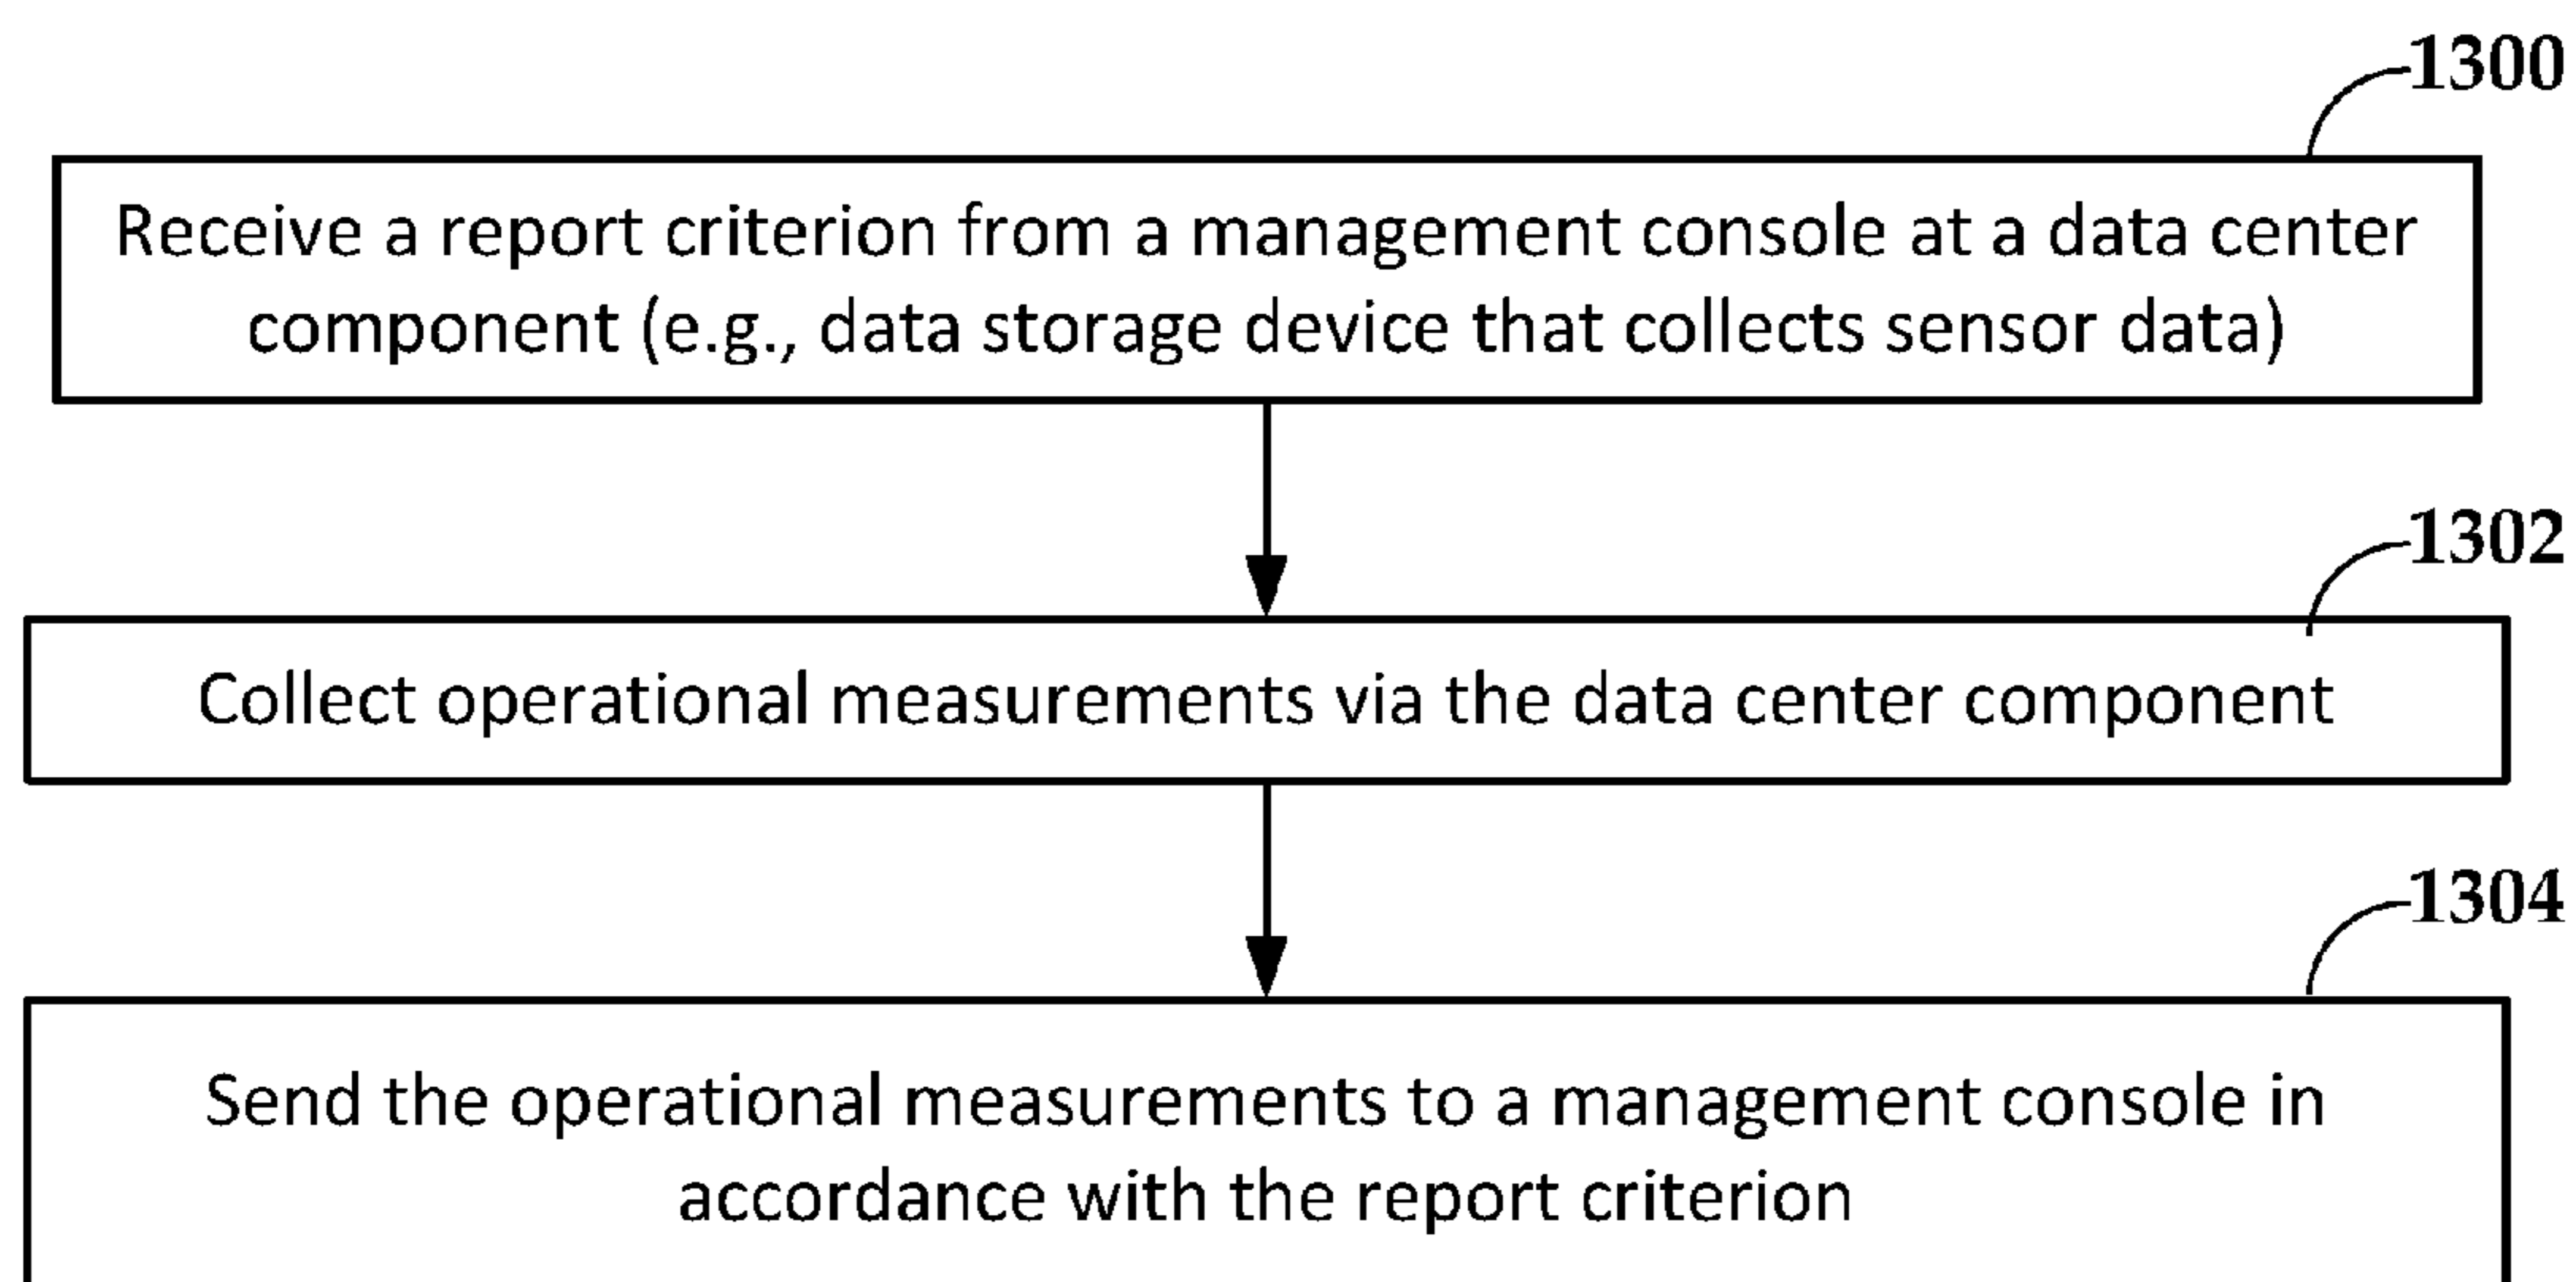 1300
Receive a report criterion from a management console at a data center
component (e.g., data storage device that collects sensor data)
1302
Collect operational measurements via the data center component
1304
Send the operational measurements to a management console in
accordance with the report criterion